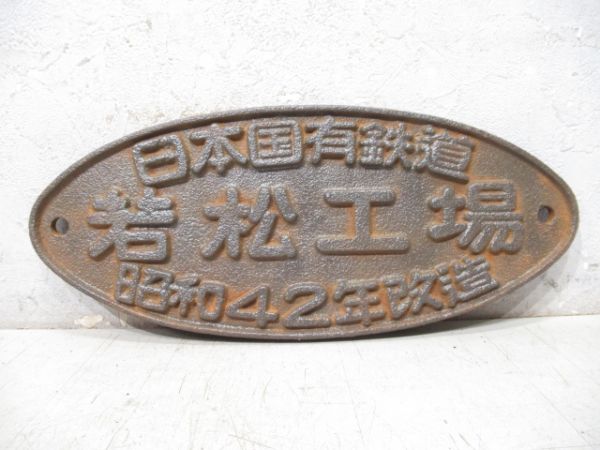 日本国有鉄道
若松工場
昭和42年改造